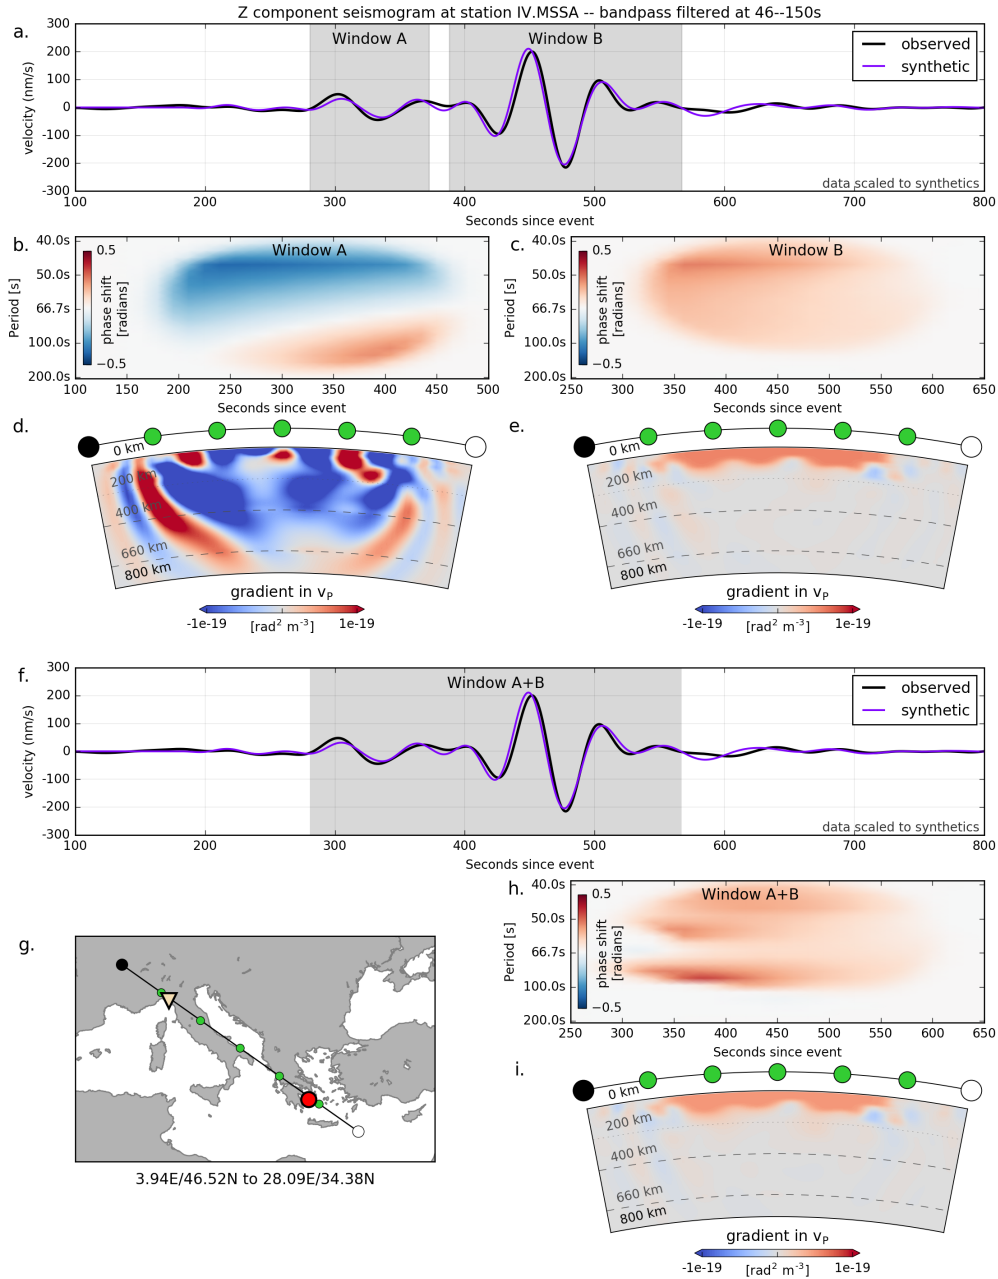 Z component seismogram at station IV.MSSA -- bandpass filtered at 46--150s
a.
Window A
Window B
observed
synthetic
300
200
100
0
-100
-200
-300
velocity (nm/s)
data scaled to synthetics
100 200 300 400 500 600 700 800
Seconds since event
b.
Window A
40.0s
50.0s
66.7s
100.0s
200.0s
Period [s]
0.5
−0.5
phase shift
[radians]
100 150 200 250 300 350 400 450 500
Seconds since event
c.
Window B
40.0s
50.0s
66.7s
100.0s
200.0s
Period [s]
0.5
−0.5
phase shift
[radians]
250 300 350 400 450 500 550 600 650
Seconds since event
d.
0 km
200 km
400 km
660 km
800 km
gradient in vP
-1e-19 1e-19
[rad² m⁻³]
e.
0 km
200 km
400 km
660 km
800 km
gradient in vP
-1e-19 1e-19
[rad² m⁻³]
f.
Window A+B
observed
synthetic
300
200
100
0
-100
-200
-300
velocity (nm/s)
data scaled to synthetics
100 200 300 400 500 600 700 800
Seconds since event
g.
3.94E/46.52N to 28.09E/34.38N
h.
Window A+B
40.0s
50.0s
66.7s
100.0s
200.0s
Period [s]
0.5
−0.5
phase shift
[radians]
250 300 350 400 450 500 550 600 650
Seconds since event
i.
0 km
200 km
400 km
660 km
800 km
gradient in vP
-1e-19 1e-19
[rad² m⁻³]